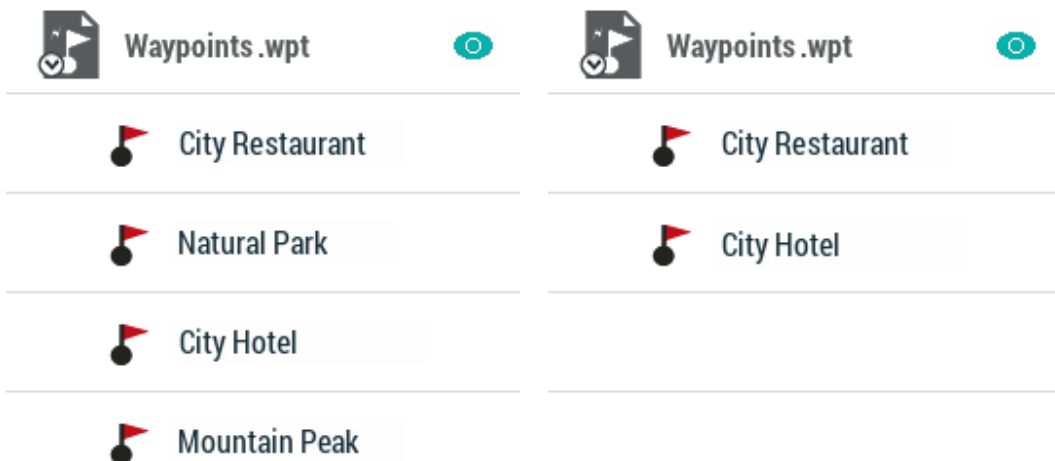 Waypoints.wpt
City Restaurant
Natural Park
City Hotel
Mountain Peak
Waypoints.wpt
City Restaurant
City Hotel